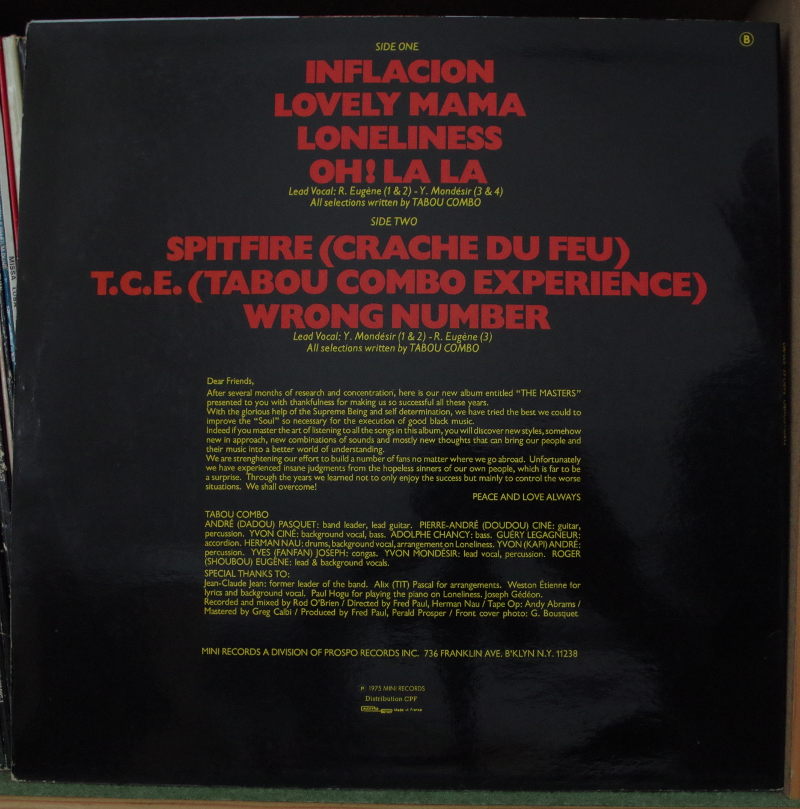 B
SIDE ONE
INFLACION
LOVELY MAMA
LONELINESS
OH! LA LA
Lead Vocal: R. Eugène (1 & 2) - Y. Mondésir (3 & 4)
All selections written by TABOU COMBO
SIDE TWO
SPITFIRE (CRACHE DU FEU)
T.C.E. (TABOU COMBO EXPERIENCE)
WRONG NUMBER
Lead Vocal: Y. Mondésir (1 & 2) - R. Eugène (3)
All selections written by TABOU COMBO
Dear Friends,
After several months of research and concentration, here is our new album entitled "THE MASTERS"
presented to you with thankfulness for making us so successful all these years.
With the glorious help of the Supreme Being and self determination, we have tried the best we could to
improve the "Soul" so necessary for the execution of good black music.
Indeed if you master the art of listening to all the songs in this album, you will discover new styles, somehow
new in approach, new combinations of sounds and mostly new thoughts that can bring our people and
their music into a better world of understanding.
We are strenghtening our effort to build a number of fans no matter where we go abroad. Unfortunately
we have experienced insane judgments from the hopeless sinners of our own people, which is far to be
a surprise. Through the years we learned not to only enjoy the success but mainly to control the worse
situations. We shall overcome!
PEACE AND LOVE ALWAYS
TABOU COMBO
ANDRÉ (DADOU) PASQUET: band leader, lead guitar. PIERRE-ANDRÉ (DOUDOU) CINÉ: guitar,
percussion. YVON CINÉ: background vocal, bass. ADOLPHE CHANCY: bass. GUÉRY LEGAGNEUR:
accordion. HERMAN NAU: drums, background vocal, arrangement on Loneliness. YVON (KAPI) ANDRÉ:
percussion. YVES (FANFAN) JOSEPH: congas. YVON MONDÉSIR: lead vocal, percussion. ROGER
(SHOUBOU) EUGÈNE: lead & background vocals.
SPECIAL THANKS TO:
Jean-Claude Jean: former leader of the band. Alix (TIT) Pascal for arrangements. Weston Étienne for
lyrics and background vocal. Paul Hogu for playing the piano on Loneliness. Joseph Gédéon.
Recorded and mixed by Rod O'Brien / Directed by Fred Paul, Herman Nau / Tape Op: Andy Abrams /
Mastered by Greg Calbi / Produced by Fred Paul, Perald Prosper / Front cover photo: G. Bousquet
MINI RECORDS A DIVISION OF PROSPO RECORDS INC. 736 FRANKLIN AVE. B'KLYN N.Y. 11238
℗ 1975 MINI RECORDS
Distribution CPF
Made in France